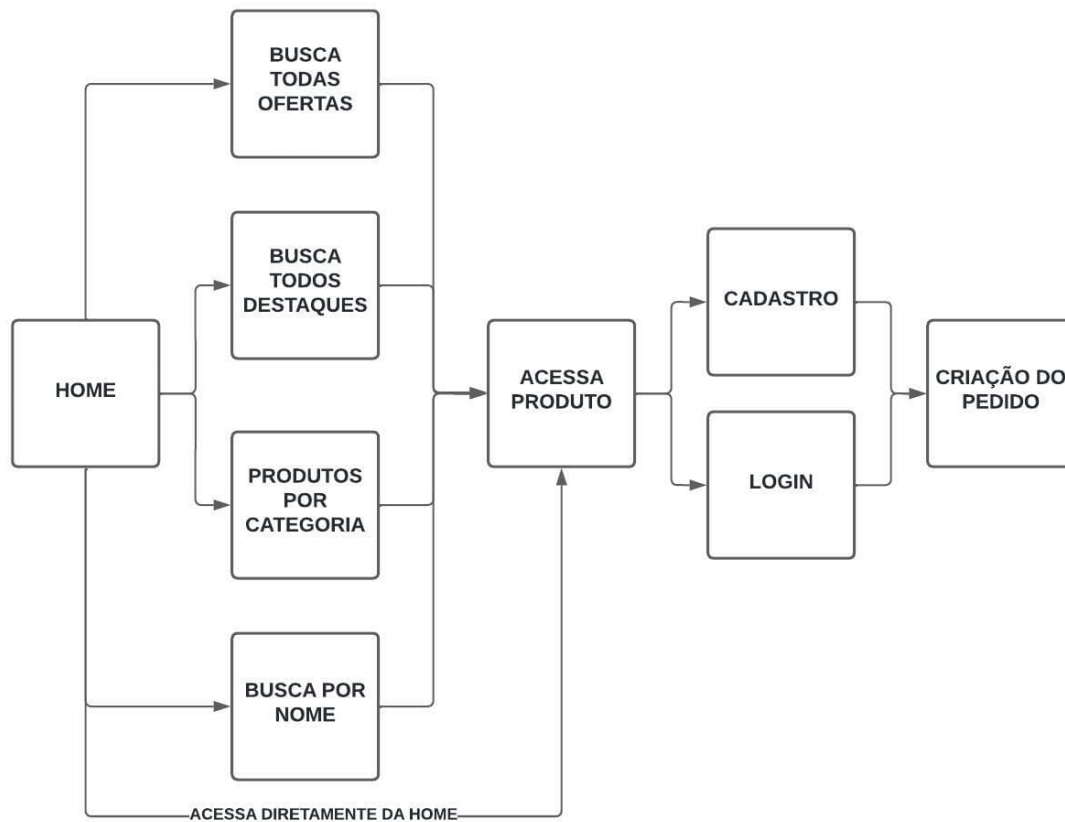 BUSCA
TODAS
OFERTAS
BUSCA
TODOS
DESTAQUES
HOME
PRODUTOS
POR
CATEGORIA
BUSCA POR
NOME
ACESSA DIRETAMENTE DA HOME
ACESSA
PRODUTO
CADASTRO
LOGIN
CRIAÇÃO DO
PEDIDO